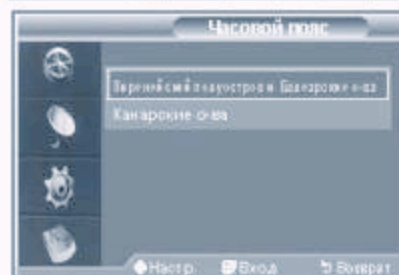 Часовой пояс
Пиренейский полуостров и Балеарские о-ва
Канарские о-ва
Настр. Вход Возврат